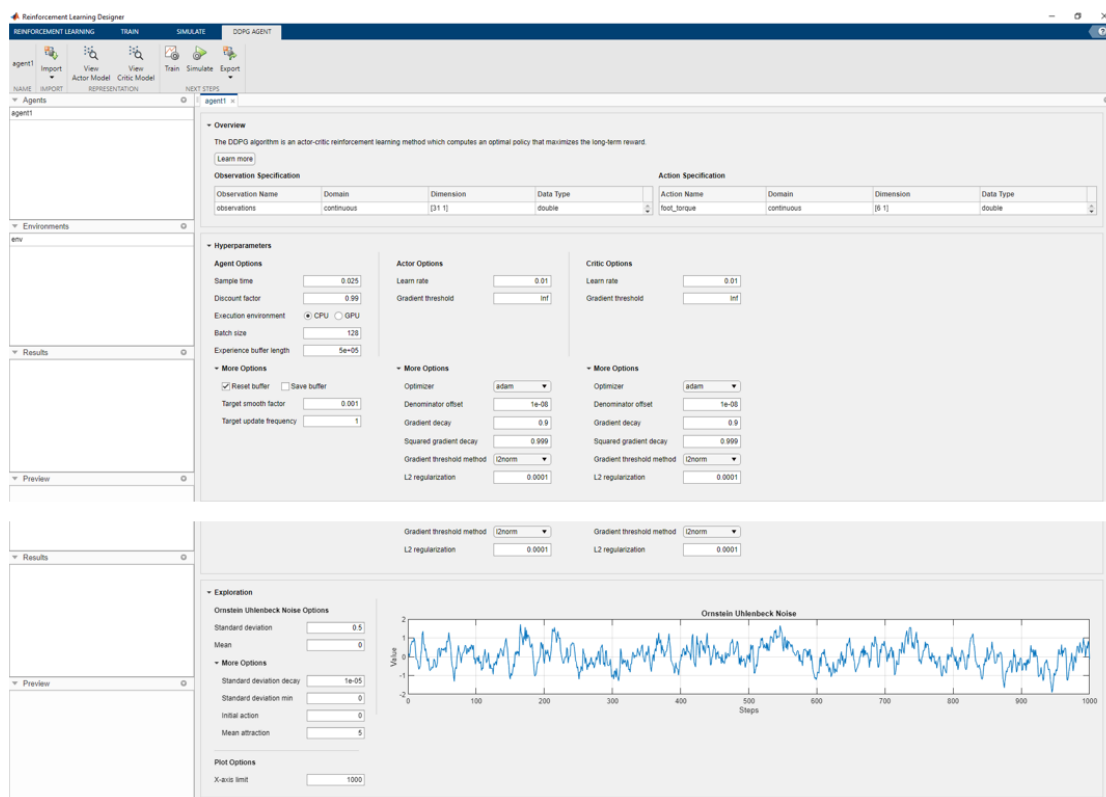 Reinforcement Learning Designer
REINFORCEMENT LEARNING TRAIN SIMULATE DDPG AGENT
agent1 Import View Actor Model View Critic Model Train Simulate Export
NAME IMPORT REPRESENTATION NEXT STEPS
Agents
agent1
Environments
env
Results
Preview
agent1
Overview
The DDPG algorithm is an actor-critic reinforcement learning method which computes an optimal policy that maximizes the long-term reward.
Learn more
Observation Specification Action Specification
Observation Name Domain Dimension Data Type Action Name Domain Dimension Data Type
observations continuous [31 1] double foot_torque continuous [6 1] double
Hyperparameters
Agent Options Actor Options Critic Options
Sample time 0.025 Learn rate 0.01 Learn rate 0.01
Discount factor 0.99 Gradient threshold Inf Gradient threshold Inf
Execution environment CPU GPU
Batch size 128
Experience buffer length 5e+05
More Options More Options More Options
Reset buffer Save buffer Optimizer adam Optimizer adam
Target smooth factor 0.001 Denominator offset 1e-08 Denominator offset 1e-08
Target update frequency 1 Gradient decay 0.9 Gradient decay 0.9
Squared gradient decay 0.999 Squared gradient decay 0.999
Gradient threshold method l2norm Gradient threshold method l2norm
L2 regularization 0.0001 L2 regularization 0.0001
Gradient threshold method l2norm Gradient threshold method l2norm
L2 regularization 0.0001 L2 regularization 0.0001
Results
Preview
Exploration
Ornstein Uhlenbeck Noise Options
Standard deviation 0.5
Mean 0
More Options
Standard deviation decay 1e-05
Standard deviation min 0
Initial action 0
Mean attraction 5
Plot Options
X-axis limit 1000
Ornstein Uhlenbeck Noise
Value
2
1
0
-1
-2
0 100 200 300 400 500 600 700 800 900 1000
Steps